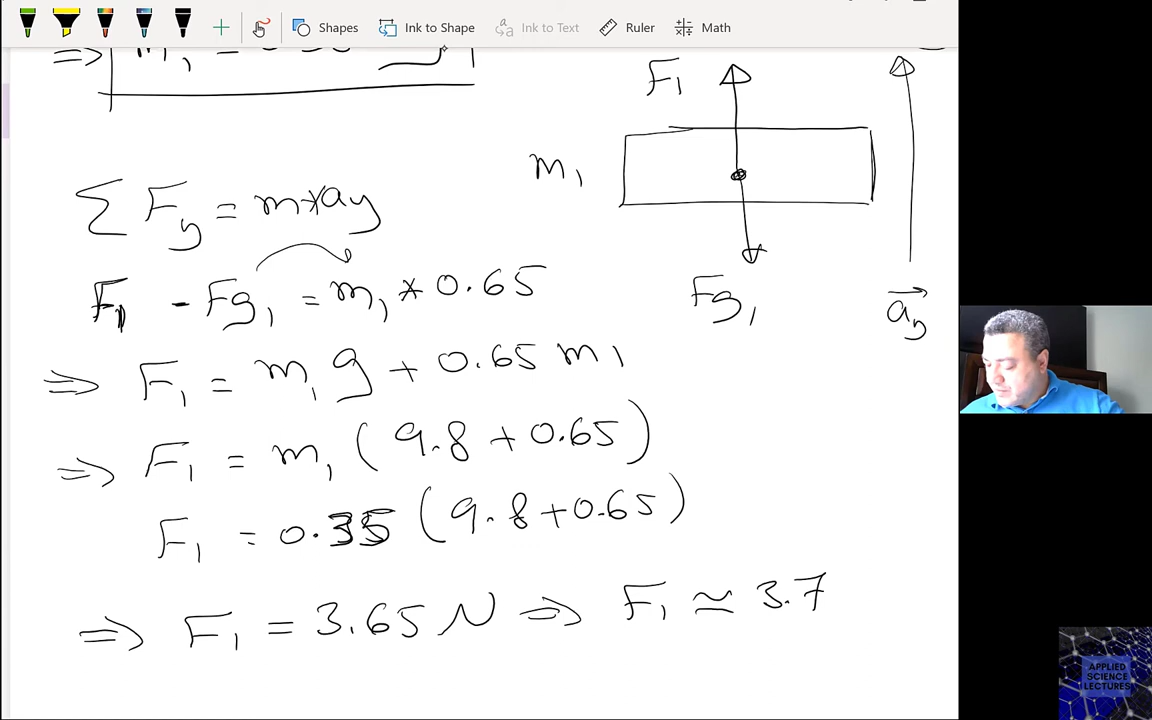 Shapes Ink to Shape Ink to Text Ruler Math
⇒ m₁ =
F₁
m₁
Fg₁
a⃗y
Σ Fy = m*ay
F₁ - Fg₁ = m₁ * 0.65
⇒ F₁ = m₁g + 0.65 m₁
⇒ F₁ = m₁ (9.8 + 0.65)
F₁ = 0.35 (9.8+0.65)
⇒ F₁ = 3.65 N ⇒ F₁ ≃ 3.7
APPLIED
SCIENCE
LECTURES